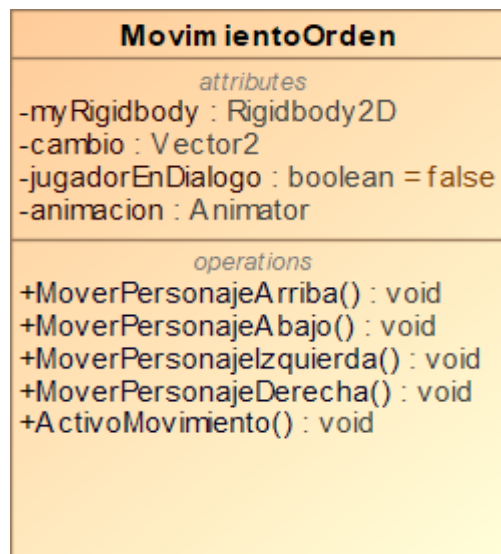 MovimientoOrden
attributes
-myRigidbody : Rigidbody2D
-cambio : Vector2
-jugadorEnDialogo : boolean = false
-animacion : Animator
operations
+MoverPersonajeArriba() : void
+MoverPersonajeAbajo() : void
+MoverPersonajeIzquierda() : void
+MoverPersonajeDerecha() : void
+ActivoMovimiento() : void